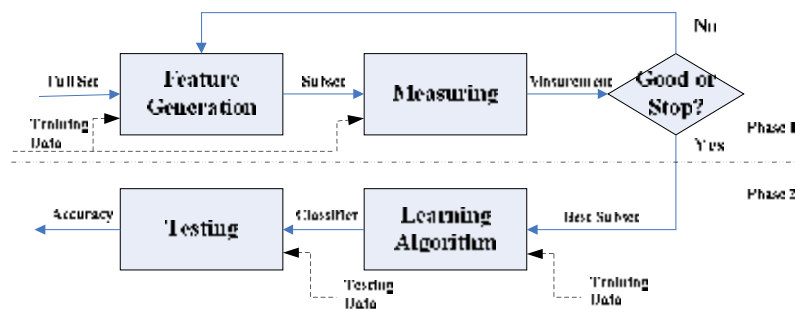 No
Full Set
Feature
Generation
Subset
Measuring
Measurement
Good or
Stop?
Training
Data
Phase 1
Yes
Phase 2
Accuracy
Testing
Classifier
Learning
Algorithm
Best Subset
Testing
Data
Training
Data